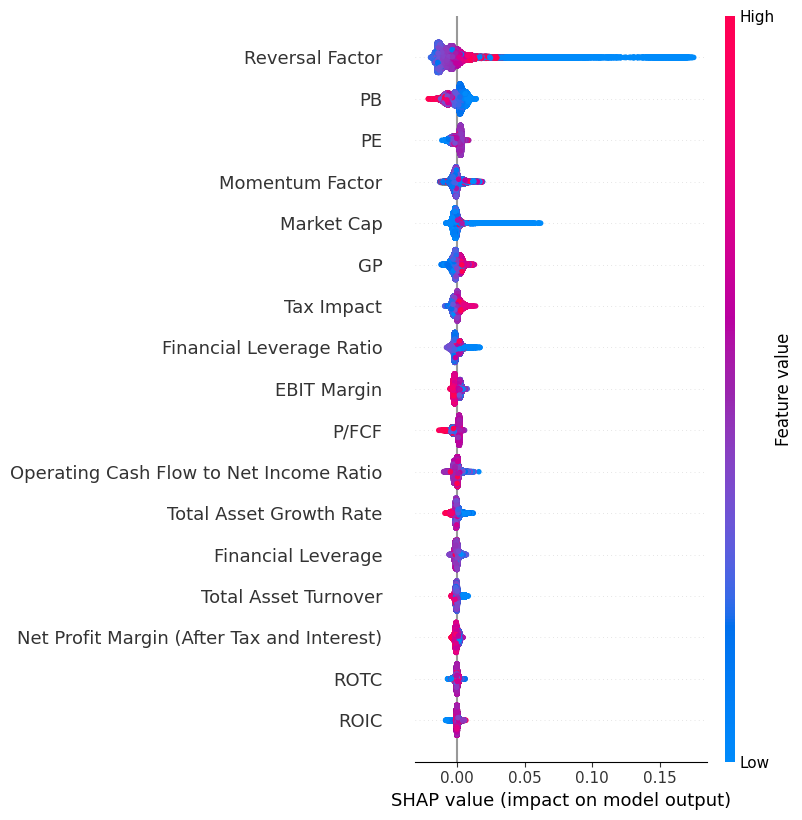 High
Reversal Factor
PB
PE
Momentum Factor
Market Cap
GP
Tax Impact
Financial Leverage Ratio
EBIT Margin
P/FCF
Operating Cash Flow to Net Income Ratio
Total Asset Growth Rate
Financial Leverage
Total Asset Turnover
Net Profit Margin (After Tax and Interest)
ROTC
ROIC
Feature value
Low
0.00 0.05 0.10 0.15
SHAP value (impact on model output)